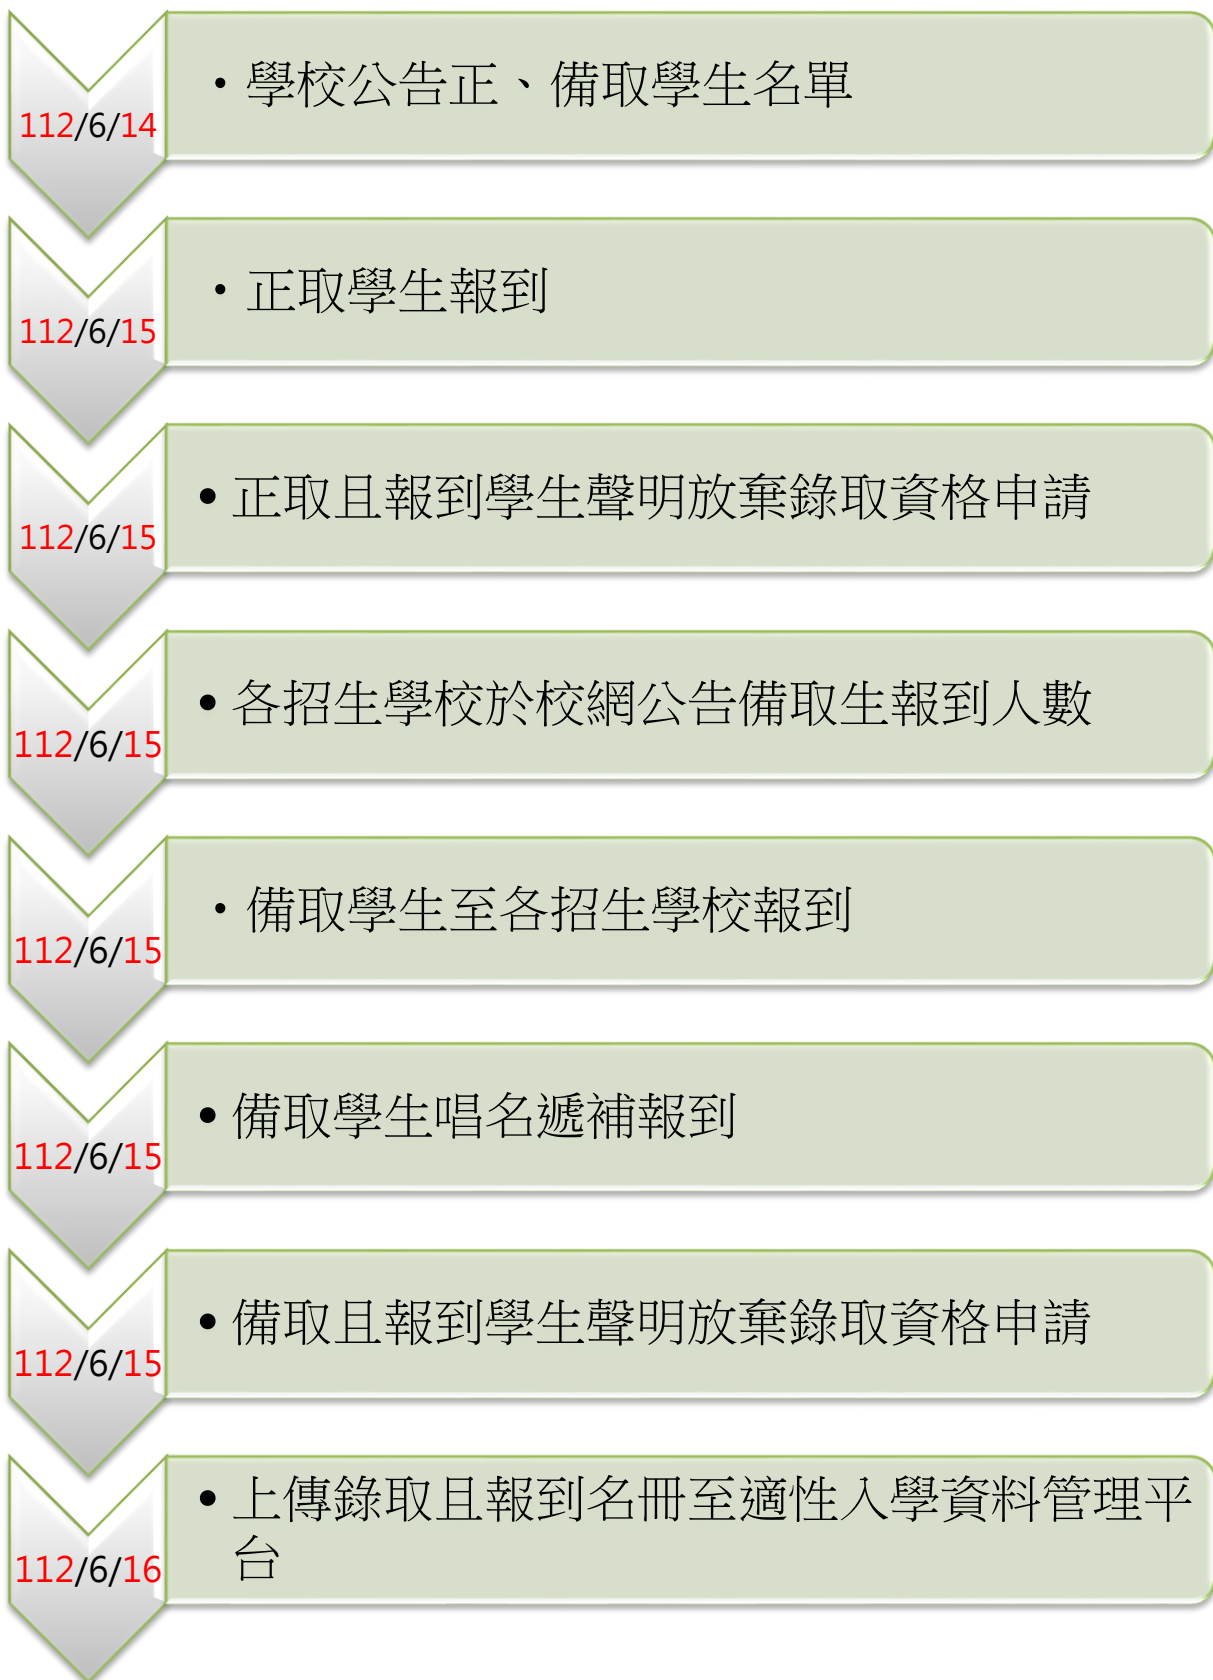 112/6/14
・學校公告正、備取學生名單
112/6/15
・正取學生報到
112/6/15
•正取且報到學生聲明放棄錄取資格申請
112/6/15
•各招生學校於校網公告備取生報到人數
112/6/15
・備取學生至各招生學校報到
112/6/15
•備取學生唱名遞補報到
112/6/15
•備取且報到學生聲明放棄錄取資格申請
112/6/16
•上傳錄取且報到名冊至適性入學資料管理平
台